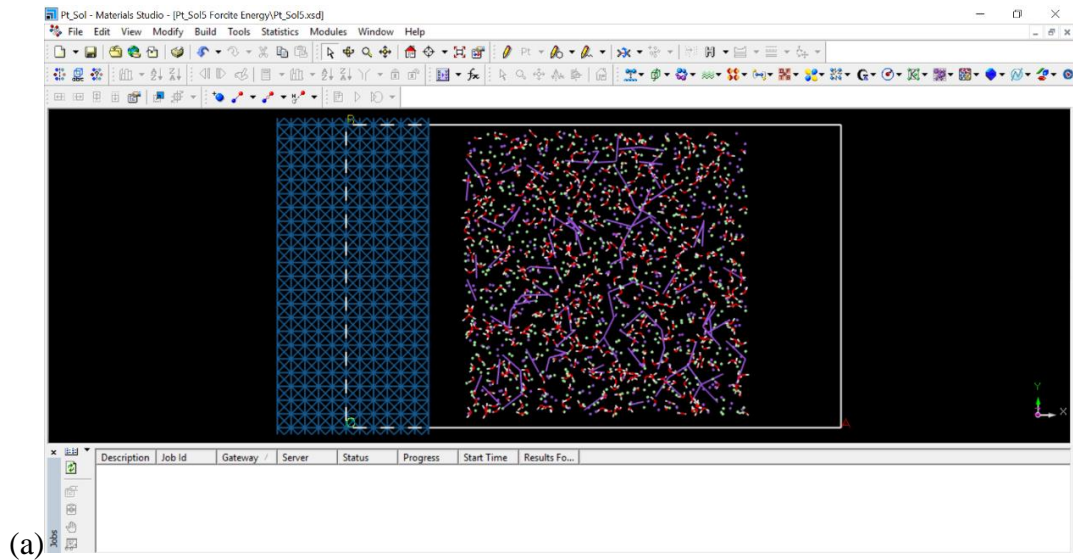 Pt_Sol - Materials Studio - [Pt_Sol5 Forcite Energy\Pt_Sol5.xsd]
File Edit View Modify Build Tools Statistics Modules Window Help
Pt
B
Y
X
O
A
Description Job Id Gateway / Server Status Progress Start Time Results Fo...
Jobs
(a)